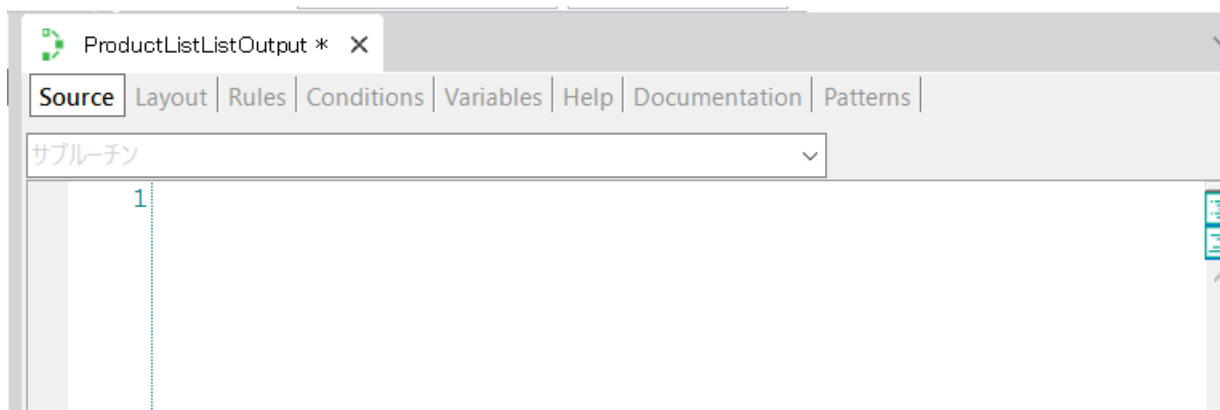 ProductListListOutput *
Source Layout Rules Conditions Variables Help Documentation Patterns
サブルーチン
1